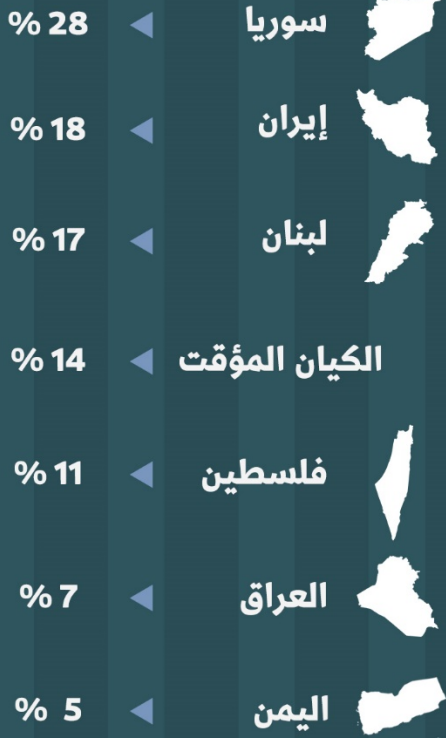 سوريا 28 %
إيران 18 %
لبنان 17 %
الكيان المؤقت 14 %
فلسطين 11 %
العراق 7 %
اليمن 5 %